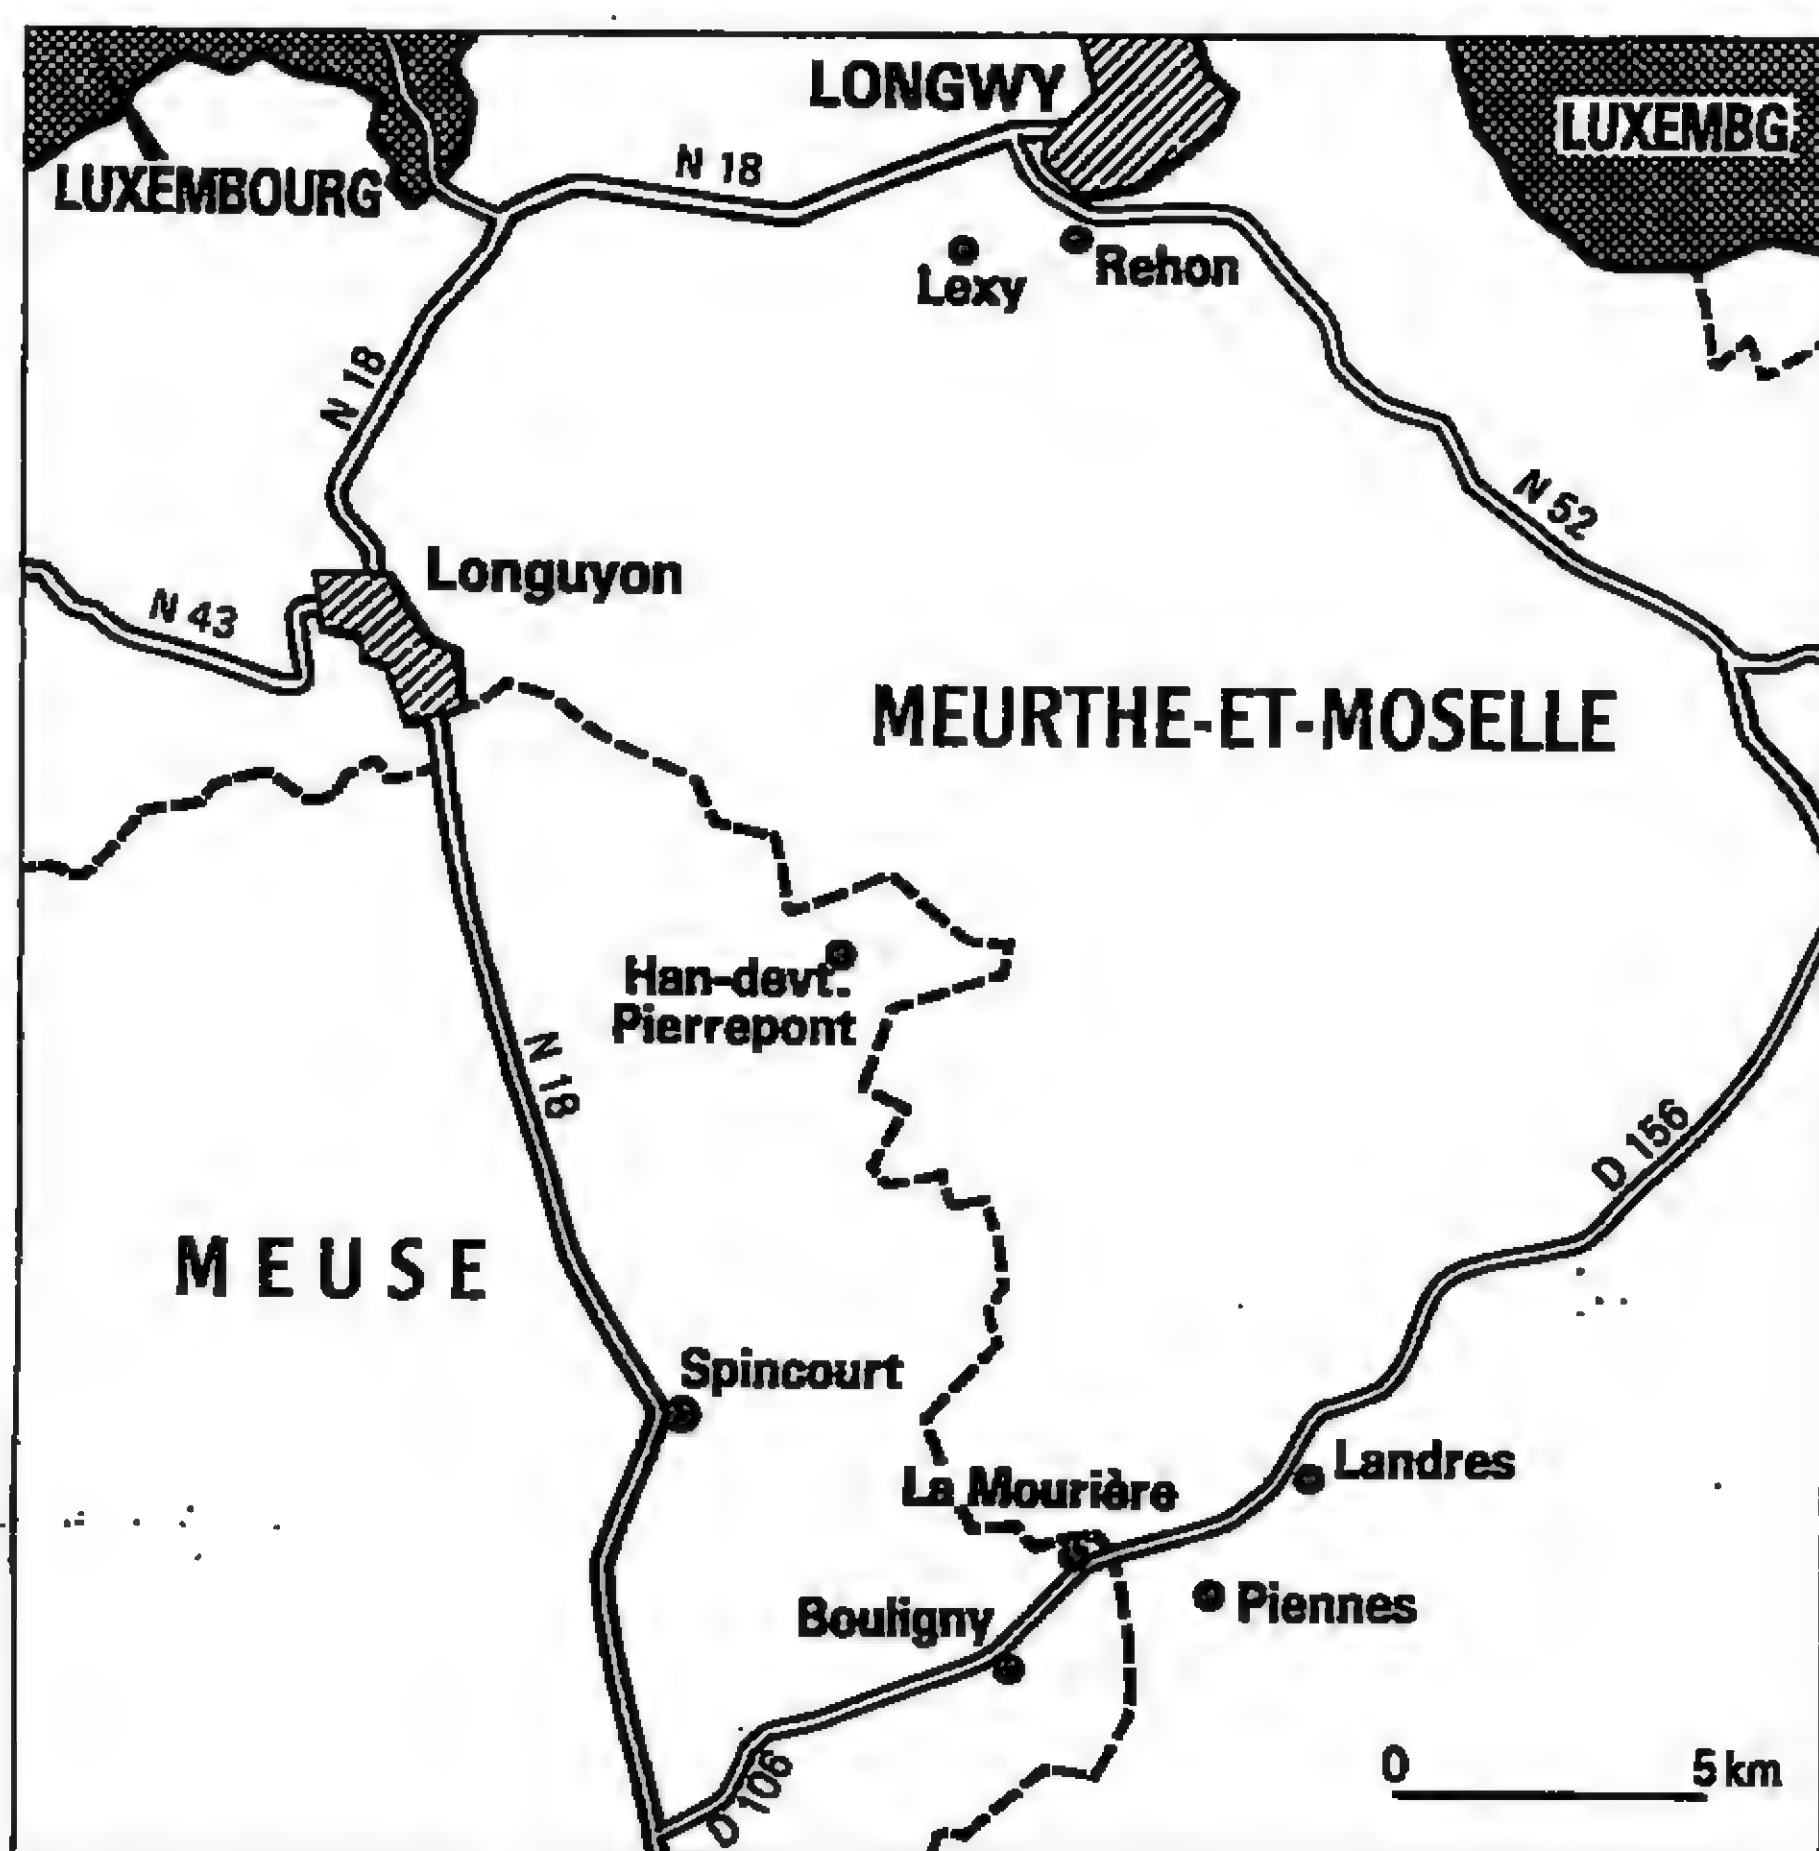 LONGWY
LUXEMBG.
N 18
LUXEMBOURG
Lexy
Rehon
N 18
N 52
Longuyon
N 43
MEURTHE-ET-MOSELLE
Han-devt.
Pierrepont
N 18
D 156
MEUSE
Spincourt
Landres
La Mourière
Piennes
Bouligny
0 5 km
D 106